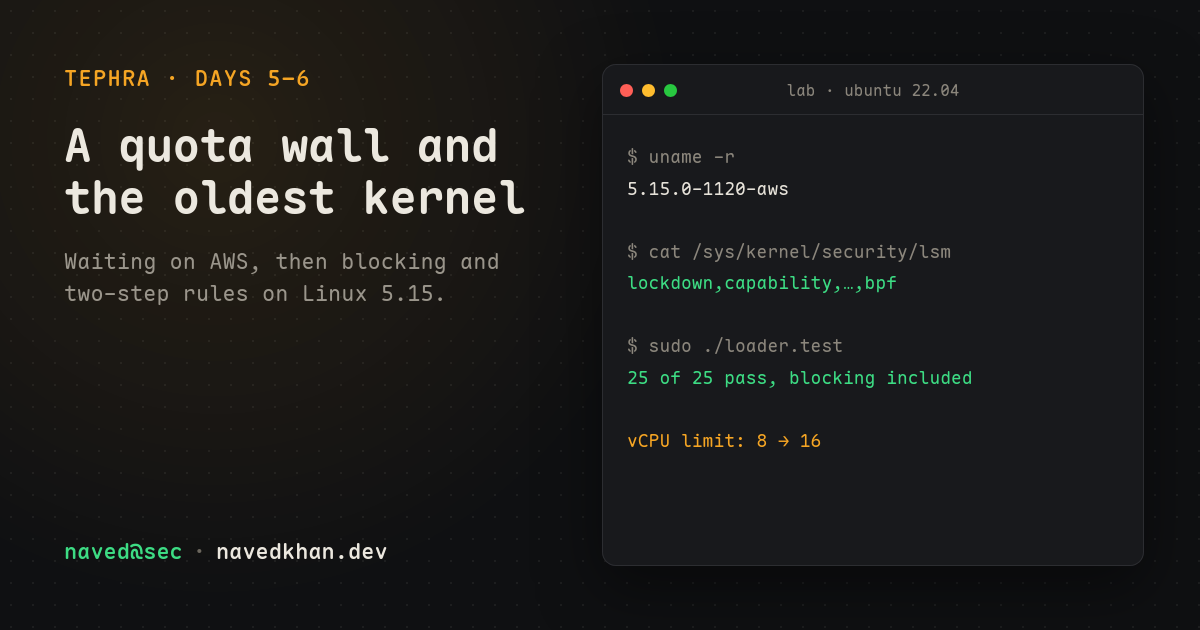 TEPHRA · DAYS 5–6
A quota wall and
the oldest kernel
Waiting on AWS, then blocking and
two-step rules on Linux 5.15.
naved@sec · navedkhan.dev
lab · ubuntu 22.04
$ uname -r
5.15.0-1120-aws
$ cat /sys/kernel/security/lsm
lockdown,capability,…,bpf
$ sudo ./loader.test
25 of 25 pass, blocking included
vCPU limit: 8 → 16